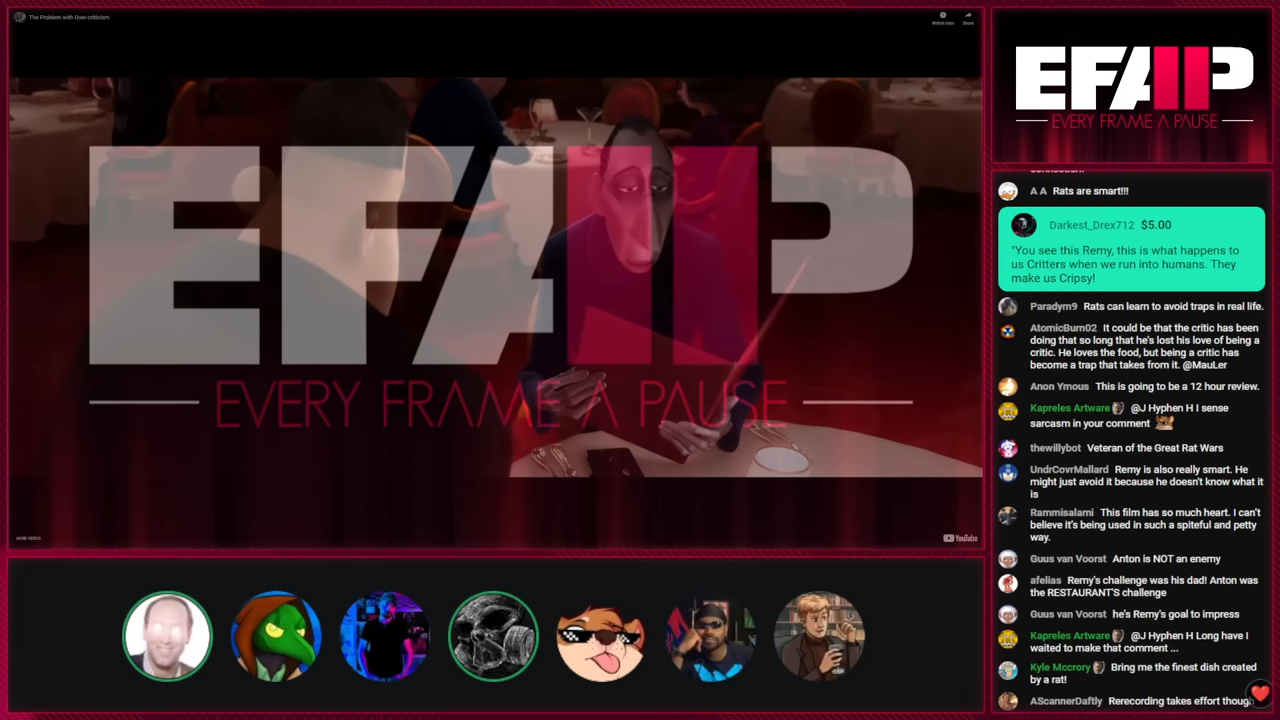 The Problem with Over-criticism
Watch later
Share
EFAP
EVERY FRAME A PAUSE
MORE VIDEOS
YouTube
EFAP
EVERY FRAME A PAUSE
connection!
A A Rats are smart!!!
Darkest_Drex712 $5.00
"You see this Remy, this is what happens to
us Critters when we run into humans. They
make us Cripsy!
Paradym9 Rats can learn to avoid traps in real life.
AtomicBurn02 It could be that the critic has been
doing that so long that he's lost his love of being a
critic. He loves the food, but being a critic has
become a trap that takes from it. @MauLer
Anon Ymous This is going to be a 12 hour review.
Kapreles Artware @J Hyphen H I sense
sarcasm in your comment
thewillybot Veteran of the Great Rat Wars
UndrCovrMallard Remy is also really smart. He
might just avoid it because he doesn't know what it
is
Rammisalami This film has so much heart. I can't
believe it's being used in such a spiteful and petty
way.
Guus van Voorst Anton is NOT an enemy
afelias Remy's challenge was his dad! Anton was
the RESTAURANT'S challenge
Guus van Voorst he's Remy's goal to impress
Kapreles Artware @J Hyphen H Long have I
waited to make that comment ...
Kyle Mccrory Bring me the finest dish created
by a rat!
AScannerDaftly Rerecording takes effort though